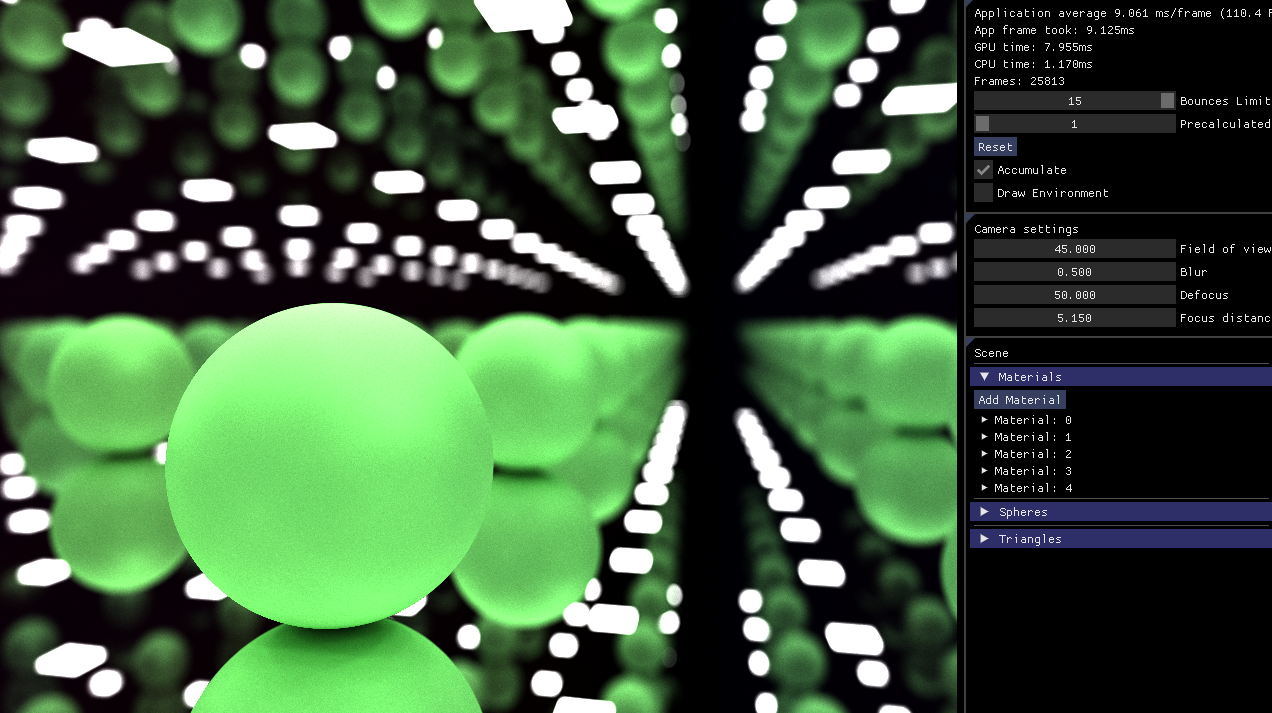 Application average 9.061 ms/frame (110.4 F
App frame took: 9.125ms
GPU time: 7.955ms
CPU time: 1.170ms
Frames: 25813
15 Bounces Limit
1 Precalculated
Reset
Accumulate
Draw Environment
Camera settings
45.000 Field of view
0.500 Blur
50.000 Defocus
5.150 Focus distanc
Scene
Materials
Add Material
Material: 0
Material: 1
Material: 2
Material: 3
Material: 4
Spheres
Triangles